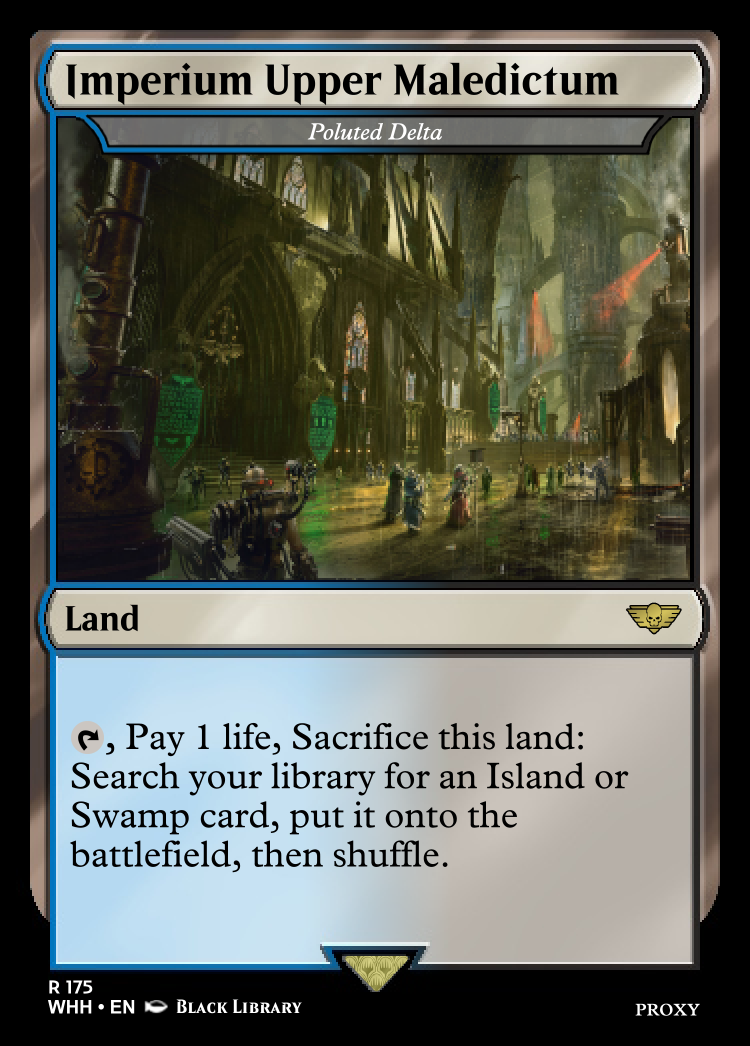 Imperium Upper Maledictum
Poluted Delta
Land
, Pay 1 life, Sacrifice this land:
Search your library for an Island or
Swamp card, put it onto the
battlefield, then shuffle.
R 175
WHH • EN BLACK LIBRARY
PROXY